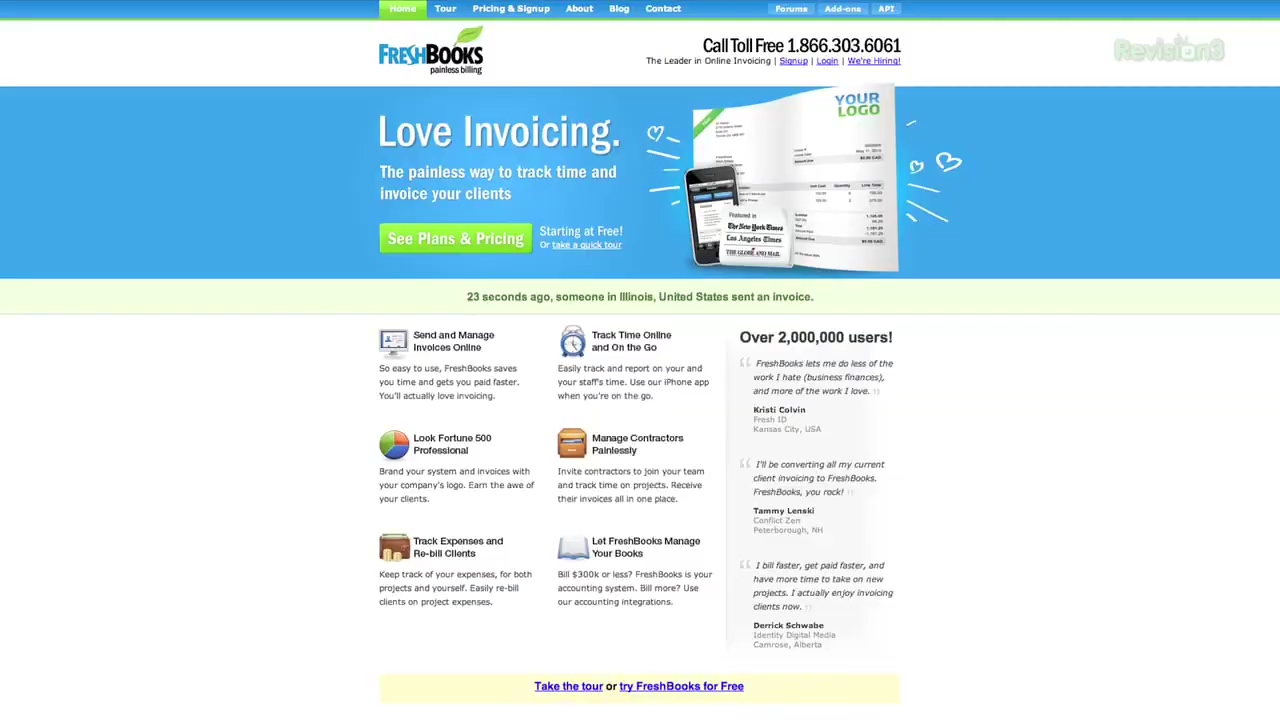 Home Tour Pricing & Signup About Blog Contact Forums Add-ons API
FRESHBOOKS
painless billing
Call Toll Free 1.866.303.6061
The Leader in Online Invoicing | Signup | Login | We're Hiring!
Revision3
Love Invoicing.
The painless way to track time and
invoice your clients
See Plans & Pricing
Starting at Free!
Or take a quick tour
YOUR
LOGO
Featured in
The New York Times
Los Angeles Times
THE GLOBE AND MAIL
23 seconds ago, someone in Illinois, United States sent an invoice.
Send and Manage
Invoices Online
So easy to use, FreshBooks saves
you time and gets you paid faster.
You'll actually love invoicing.
Track Time Online
and On the Go
Easily track and report on your and
your staff's time. Use our iPhone app
when you're on the go.
Look Fortune 500
Professional
Brand your system and invoices with
your company's logo. Earn the awe of
your clients.
Manage Contractors
Painlessly
Invite contractors to join your team
and track time on projects. Receive
their invoices all in one place.
Track Expenses and
Re-bill Clients
Keep track of your expenses, for both
projects and yourself. Easily re-bill
clients on project expenses.
Let FreshBooks Manage
Your Books
Bill $300k or less? FreshBooks is your
accounting system. Bill more? Use
our accounting integrations.
Over 2,000,000 users!
“ FreshBooks lets me do less of the
work I hate (business finances),
and more of the work I love. ”
Kristi Colvin
Fresh ID
Kansas City, USA
“ I'll be converting all my current
client invoicing to FreshBooks.
FreshBooks, you rock! ”
Tammy Lenski
Conflict Zen
Peterborough, NH
“ I bill faster, get paid faster, and
have more time to take on new
projects. I actually enjoy invoicing
clients now. ”
Derrick Schwabe
Identity Digital Media
Camrose, Alberta
Take the tour or try FreshBooks for Free